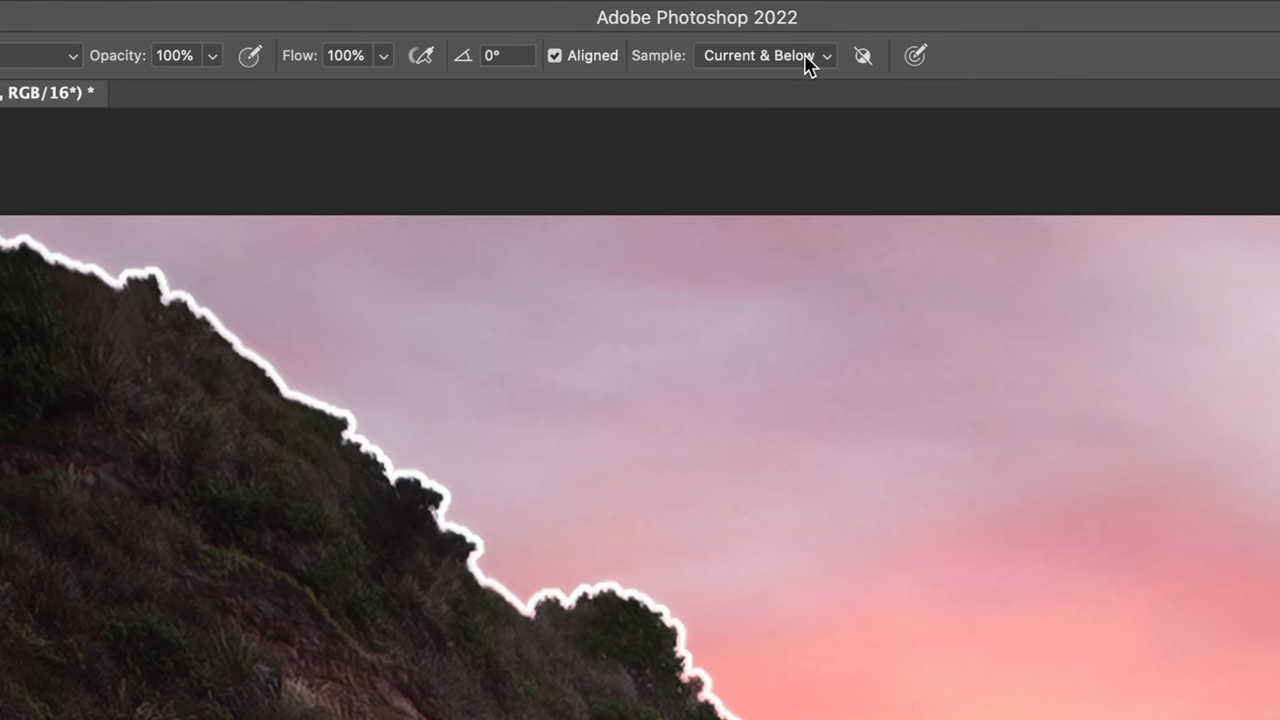 Adobe Photoshop 2022
Opacity: 100% Flow: 100% 0° Aligned Sample: Current & Below
, RGB/16*) *